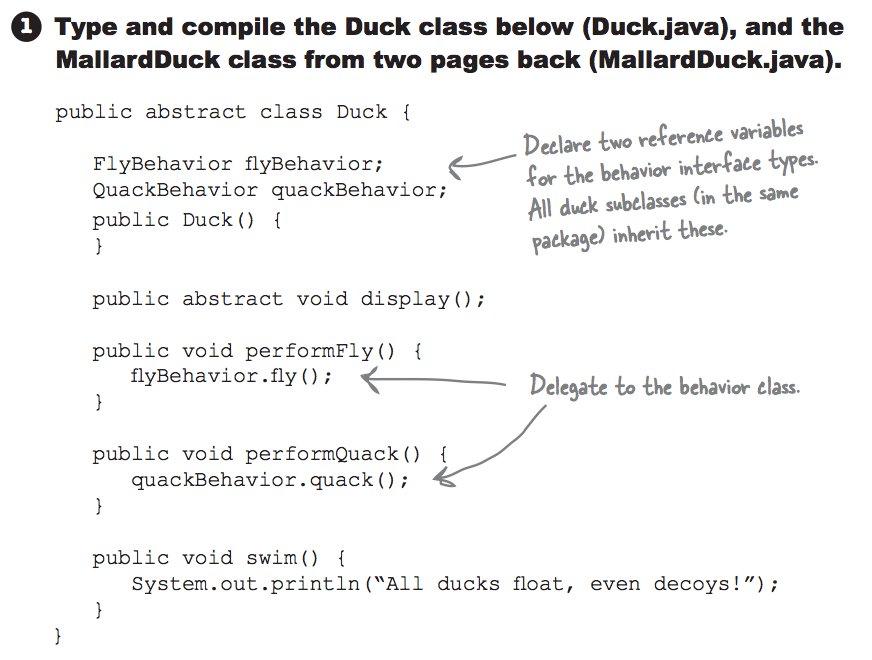 1 Type and compile the Duck class below (Duck.java), and the
MallardDuck class from two pages back (MallardDuck.java).
public abstract class Duck {
FlyBehavior flyBehavior;
QuackBehavior quackBehavior;
Declare two reference variables
for the behavior interface types.
All duck subclasses (in the same
package) inherit these.
public Duck() {
}
public abstract void display();
public void performFly() {
flyBehavior.fly();
}
Delegate to the behavior class.
public void performQuack() {
quackBehavior.quack();
}
public void swim() {
System.out.println(“All ducks float, even decoys!”);
}
}